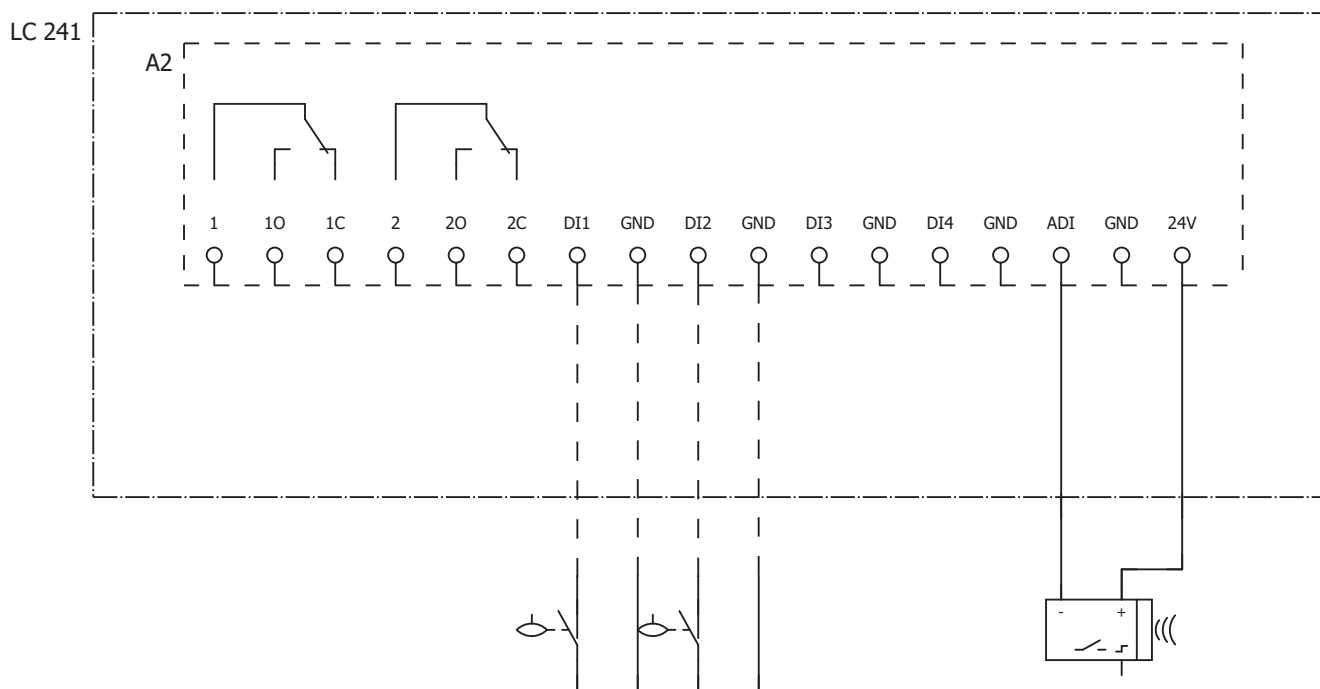 LC 241
A2
1 1O 1C 2 2O 2C DI1 GND DI2 GND DI3 GND DI4 GND ADI GND 24V
- +